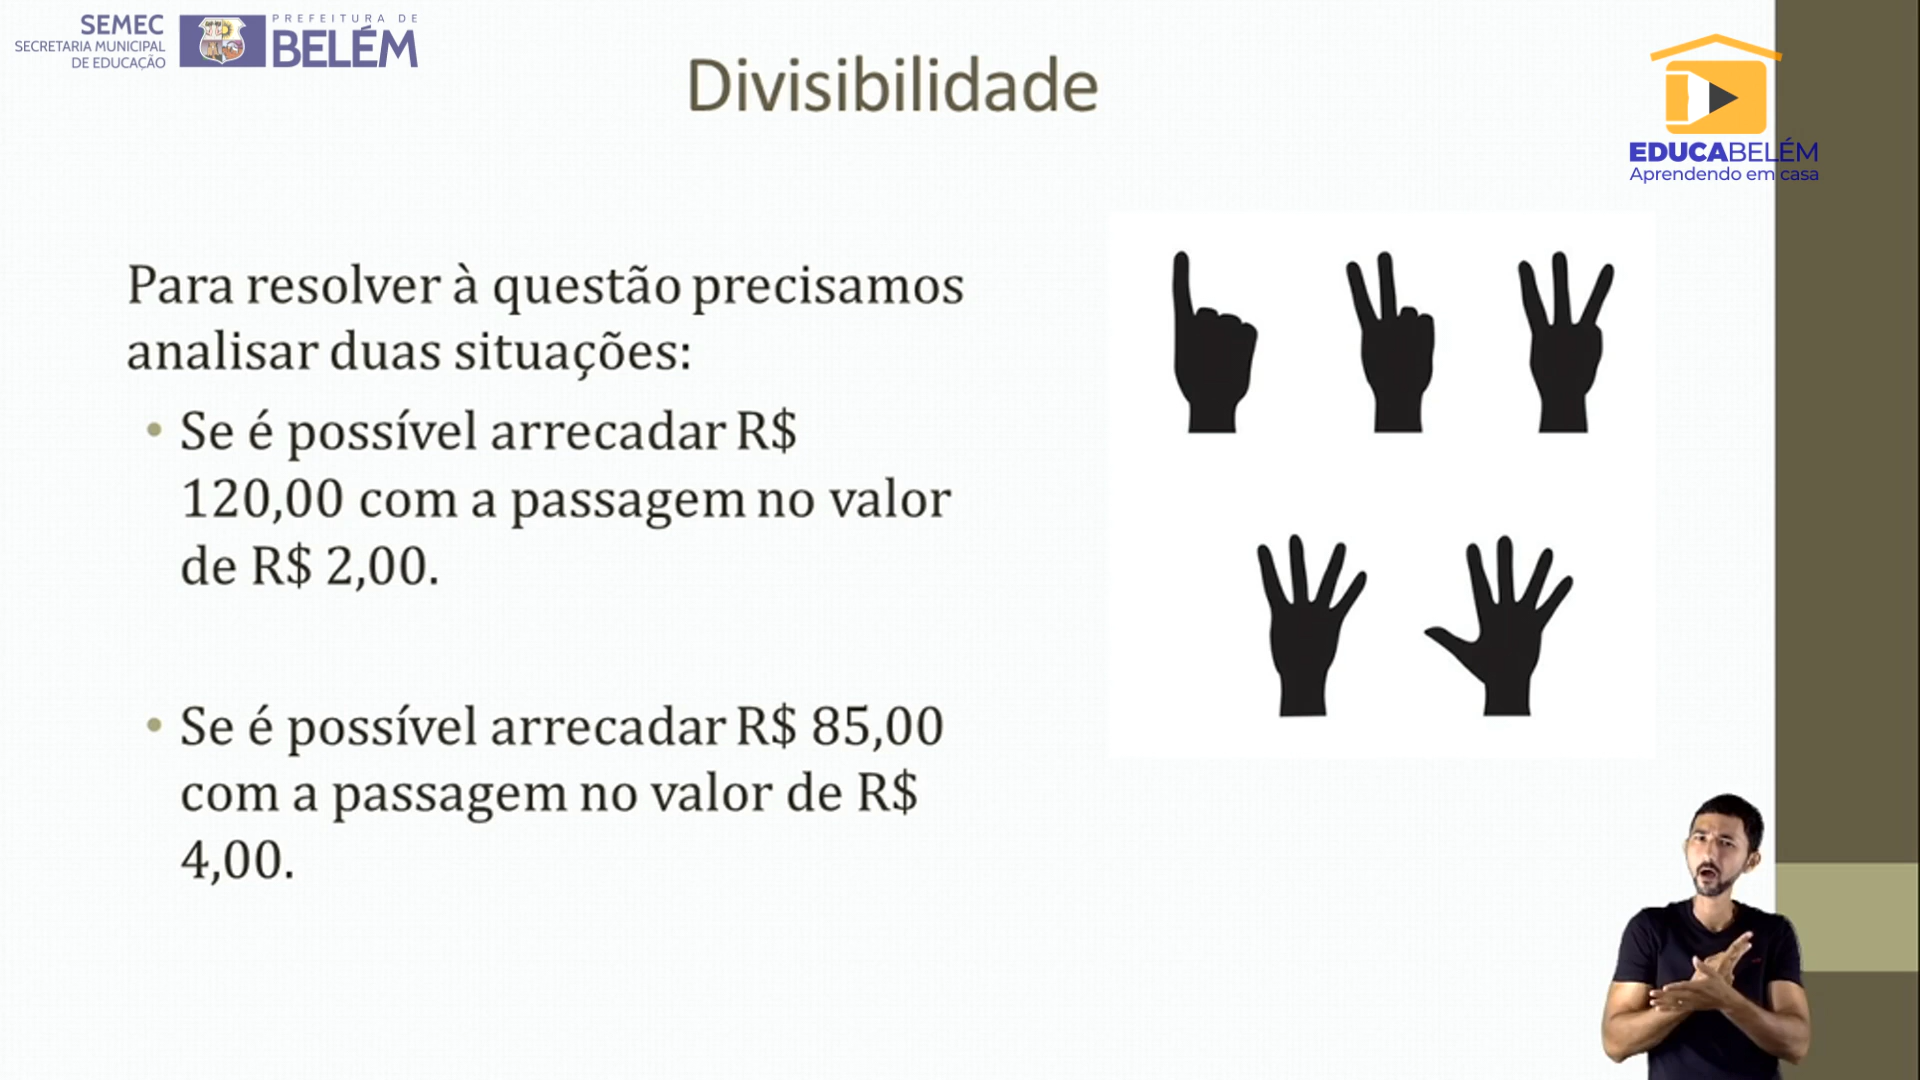 SEMEC
SECRETARIA MUNICIPAL
DE EDUCAÇÃO
PREFEITURA DE
BELÉM
Divisibilidade
EDUCABELÉM
Aprendendo em casa
Para resolver à questão precisamos
analisar duas situações:
• Se é possível arrecadar R$
120,00 com a passagem no valor
de R$ 2,00.
• Se é possível arrecadar R$ 85,00
com a passagem no valor de R$
4,00.